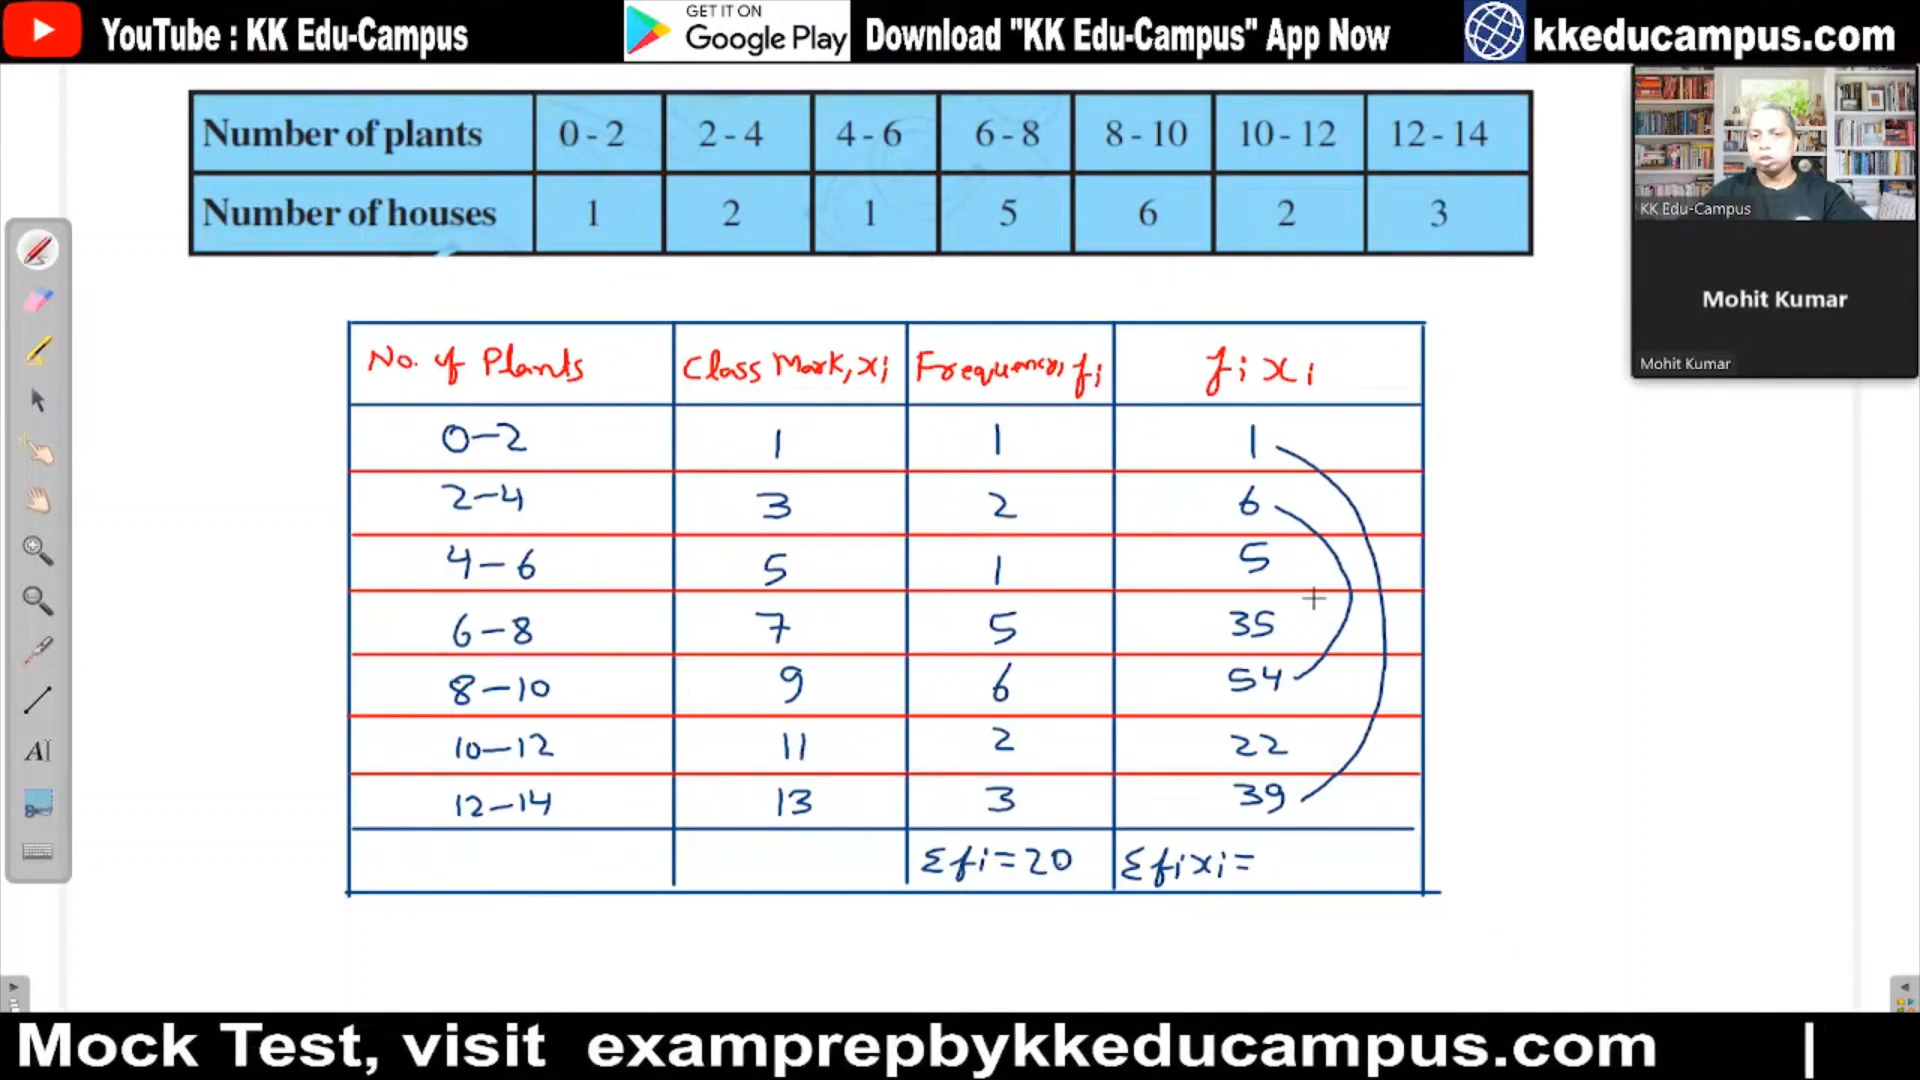 YouTube : KK Edu-Campus
GET IT ON
Google Play
Download "KK Edu-Campus" App Now
kkeducampus.com
Number of plants 0 - 2 2 - 4 4 - 6 6 - 8 8 - 10 10 - 12 12 - 14
Number of houses 1 2 1 5 6 2 3
KK Edu-Campus
Mohit Kumar
Mohit Kumar
No. of Plants Class Mark, xi Frequency, fi fi xi
0-2 1 1 1
2-4 3 2 6
4-6 5 1 5
6-8 7 5 35
8-10 9 6 54
10-12 11 2 22
12-14 13 3 39
Σfi = 20 Σfixi =
AI
Mock Test, visit examprepbykkeducampus.com |